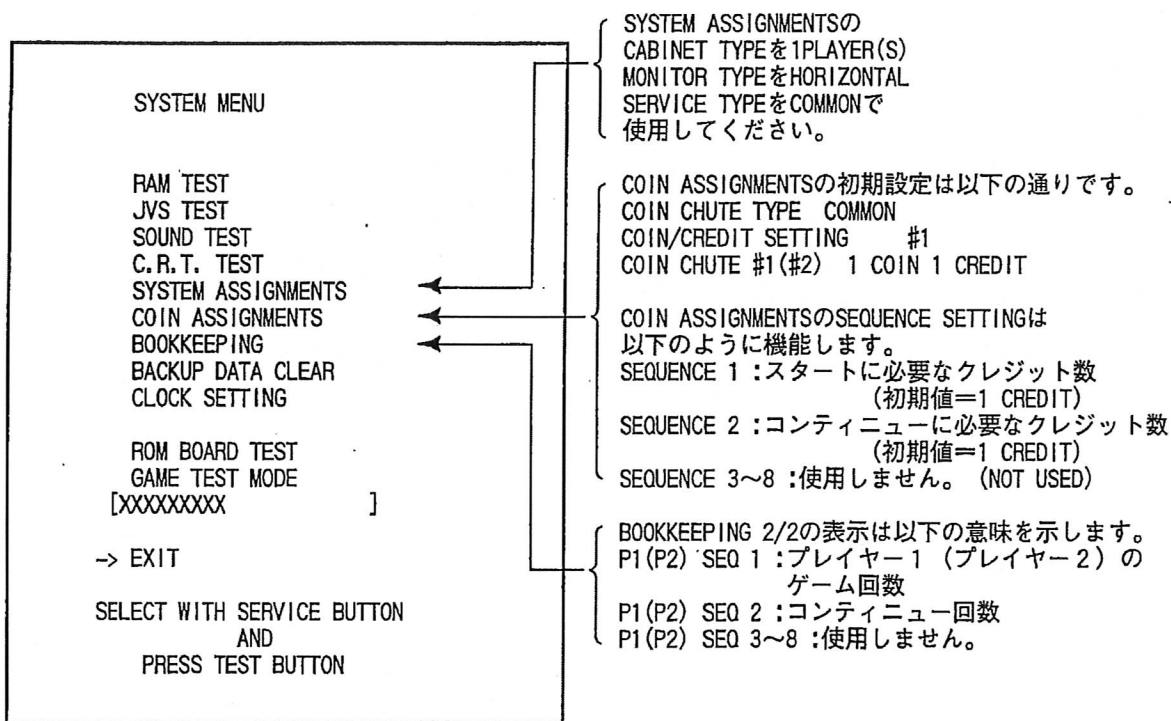 SYSTEM MENU
RAM TEST
JVS TEST
SOUND TEST
C.R.T. TEST
SYSTEM ASSIGNMENTS
COIN ASSIGNMENTS
BOOKKEEPING
BACKUP DATA CLEAR
CLOCK SETTING
ROM BOARD TEST
GAME TEST MODE
[XXXXXXXXX ]
-> EXIT
SELECT WITH SERVICE BUTTON
AND
PRESS TEST BUTTON
SYSTEM ASSIGNMENTSの
CABINET TYPEを1PLAYER(S)
MONITOR TYPEをHORIZONTAL
SERVICE TYPEをCOMMONで
使用してください。
COIN ASSIGNMENTSの初期設定は以下の通りです。
COIN CHUTE TYPE COMMON
COIN/CREDIT SETTING #1
COIN CHUTE #1(#2) 1 COIN 1 CREDIT
COIN ASSIGNMENTSのSEQUENCE SETTINGは
以下のように機能します。
SEQUENCE 1 :スタートに必要なクレジット数
(初期値=1 CREDIT)
SEQUENCE 2 :コンティニューに必要なクレジット数
(初期値=1 CREDIT)
SEQUENCE 3〜8 :使用しません。 (NOT USED)
BOOKKEEPING 2/2の表示は以下の意味を示します。
P1(P2) SEQ 1 :プレイヤー1 (プレイヤー2) の
ゲーム回数
P1(P2) SEQ 2 :コンティニュー回数
P1(P2) SEQ 3〜8 :使用しません。